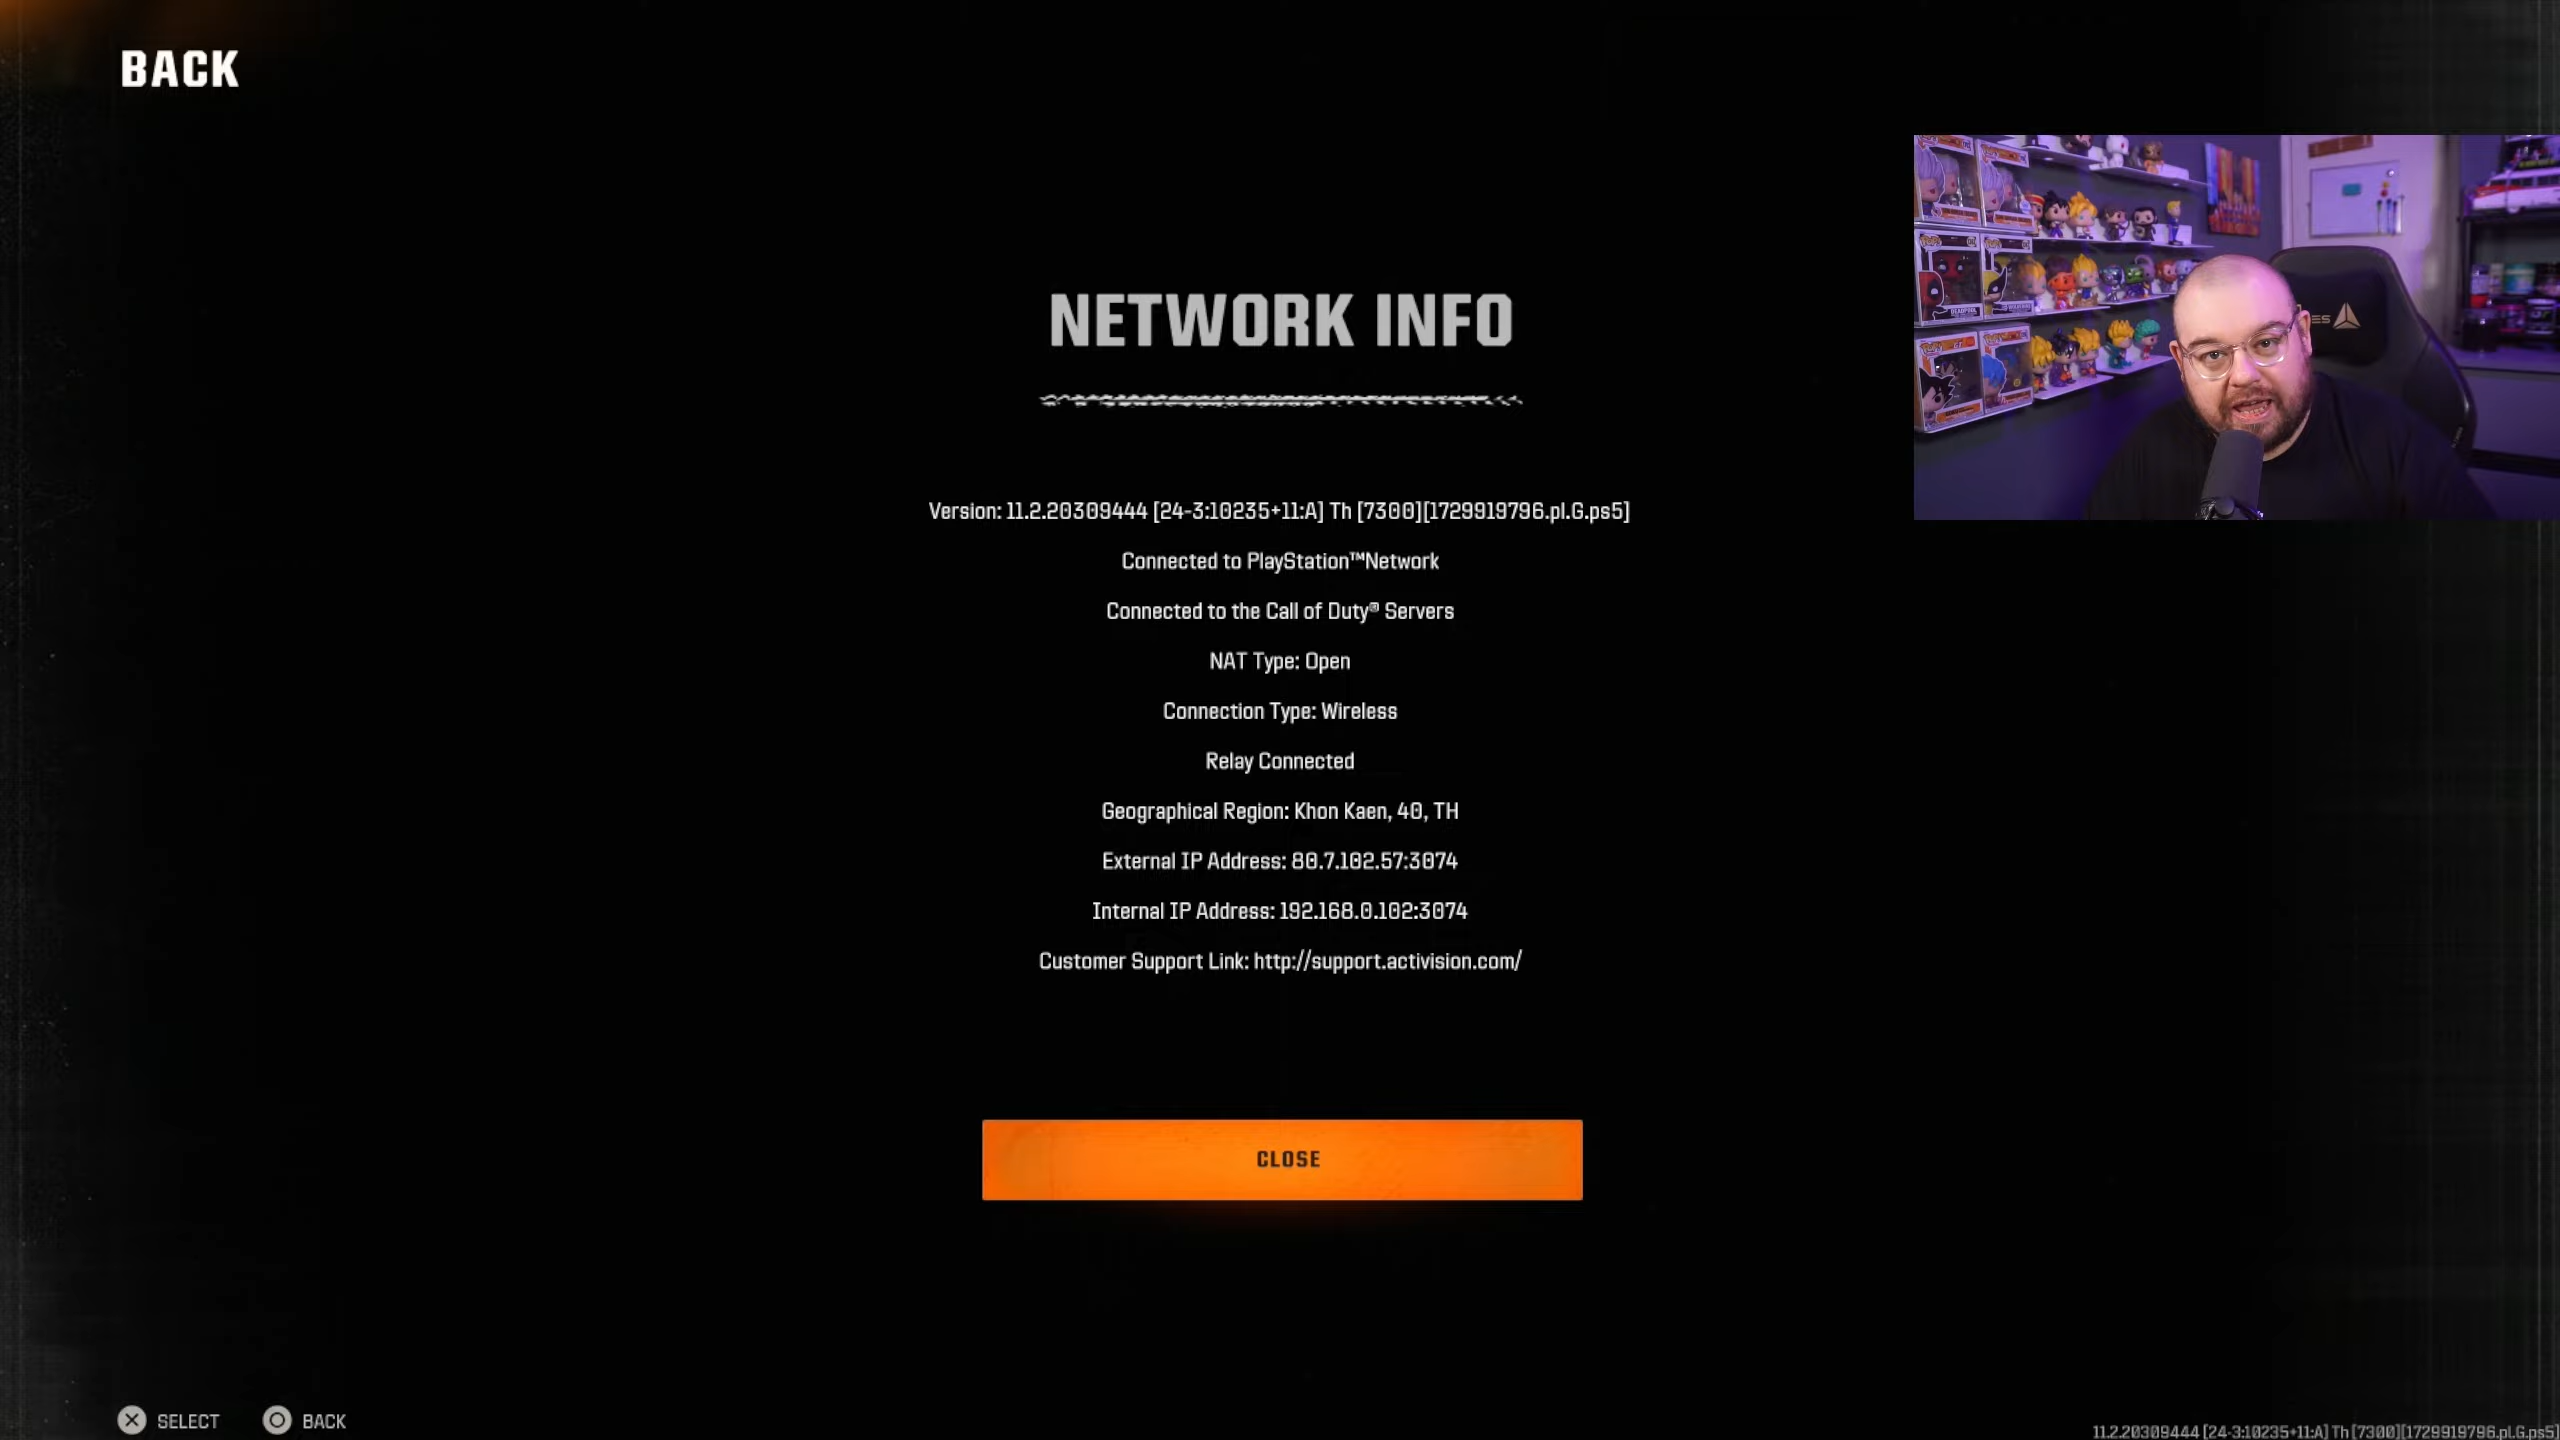 BACK
NETWORK INFO
Version: 11.2.20309444 [24-3:10235+11:A] Th [7300][1729919796.pl.G.ps5]
Connected to PlayStation™Network
Connected to the Call of Duty® Servers
NAT Type: Open
Connection Type: Wireless
Relay Connected
Geographical Region: Khon Kaen, 40, TH
External IP Address: 80.7.102.57:3074
Internal IP Address: 192.168.0.102:3074
Customer Support Link: http://support.activision.com/
CLOSE
SELECT BACK
11.2.20309444 [24-3:10235+11:A] Th [7300][1729919796.pl.G.ps5]